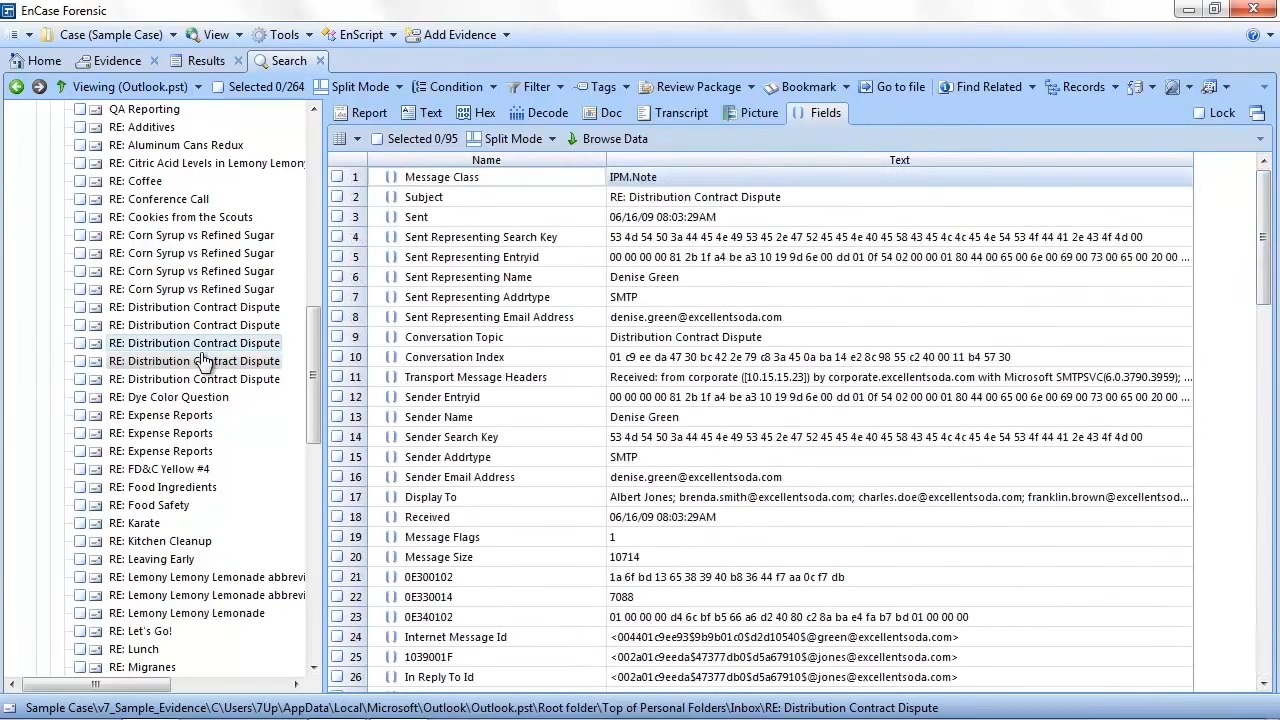 EnCase Forensic
Case (Sample Case) View Tools EnScript Add Evidence
Home Evidence Results Search
Viewing (Outlook.pst) Selected 0/264 Split Mode Condition Filter Tags Review Package Bookmark Go to file Find Related Records
QA Reporting
RE: Additives
RE: Aluminum Cans Redux
RE: Citric Acid Levels in Lemony Lemony
RE: Coffee
RE: Conference Call
RE: Cookies from the Scouts
RE: Corn Syrup vs Refined Sugar
RE: Corn Syrup vs Refined Sugar
RE: Corn Syrup vs Refined Sugar
RE: Corn Syrup vs Refined Sugar
RE: Distribution Contract Dispute
RE: Distribution Contract Dispute
RE: Distribution Contract Dispute
RE: Distribution Contract Dispute
RE: Distribution Contract Dispute
RE: Dye Color Question
RE: Expense Reports
RE: Expense Reports
RE: Expense Reports
RE: FD&C Yellow #4
RE: Food Ingredients
RE: Food Safety
RE: Karate
RE: Kitchen Cleanup
RE: Leaving Early
RE: Lemony Lemony Lemonade abbrevi
RE: Lemony Lemony Lemonade abbrevi
RE: Lemony Lemony Lemonade
RE: Let's Go!
RE: Lunch
RE: Migranes
Report Text Hex Decode Doc Transcript Picture Fields Lock
Selected 0/95 Split Mode Browse Data
Name Text
1 Message Class IPM.Note
2 Subject RE: Distribution Contract Dispute
3 Sent 06/16/09 08:03:29AM
4 Sent Representing Search Key 53 4d 54 50 3a 44 45 4e 49 53 45 2e 47 52 45 45 4e 40 45 58 43 45 4c 4c 45 4e 54 53 4f 44 41 2e 43 4f 4d 00
5 Sent Representing Entryid 00 00 00 00 81 2b 1f a4 be a3 10 19 9d 6e 00 dd 01 0f 54 02 00 00 01 80 44 00 65 00 6e 00 69 00 73 00 65 00 20 00 ...
6 Sent Representing Name Denise Green
7 Sent Representing Addrtype SMTP
8 Sent Representing Email Address denise.green@excellentsoda.com
9 Conversation Topic Distribution Contract Dispute
10 Conversation Index 01 c9 ee da 47 30 bc 42 2e 79 c8 3a 45 0a ba 14 e2 8c 98 53 c2 40 00 11 b4 57 30
11 Transport Message Headers Received: from corporate ([10.15.15.23]) by corporate.excellentsoda.com with Microsoft SMTPSVC(6.0.3790.3959); ...
12 Sender Entryid 00 00 00 00 81 2b 1f a4 be a3 10 19 9d 6e 00 dd 01 0f 54 02 00 00 01 80 44 00 65 00 6e 00 69 00 73 00 65 00 20 00 ...
13 Sender Name Denise Green
14 Sender Search Key 53 4d 54 50 3a 44 45 4e 49 53 45 2e 47 52 45 45 4e 40 45 58 43 45 4c 4c 45 4e 54 53 4f 44 41 2e 43 4f 4d 00
15 Sender Addrtype SMTP
16 Sender Email Address denise.green@excellentsoda.com
17 Display To Albert Jones; brenda.smith@excellentsoda.com; charles.doe@excellentsoda.com; franklin.brown@excellentsod...
18 Received 06/16/09 08:03:29AM
19 Message Flags 1
20 Message Size 10714
21 0E300102 1a 6f bd 13 65 38 39 40 b8 36 44 f7 aa 0c f7 db
22 0E330014 7088
23 0E340102 01 00 00 00 d4 6c bf b5 66 a6 d2 40 80 c2 8a ba e4 fa b7 bd 01 00 00 00
24 Internet Message Id <004401c9ee93$9b9b01c0$d2d10540$@green@excellentsoda.com>
25 1039001F <002a01c9eeda$47377db0$d5a67910$@jones@excellentsoda.com>
26 In Reply To Id <002a01c9eeda$47377db0$d5a67910$@jones@excellentsoda.com>
Sample Case\v7_Sample_Evidence\C\Users\7Up\AppData\Local\Microsoft\Outlook\Outlook.pst\Root folder\Top of Personal Folders\Inbox\RE: Distribution Contract Dispute